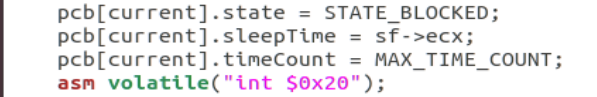 pcb[current].state = STATE_BLOCKED;
pcb[current].sleepTime = sf->ecx;
pcb[current].timeCount = MAX_TIME_COUNT;
asm volatile("int $0x20");